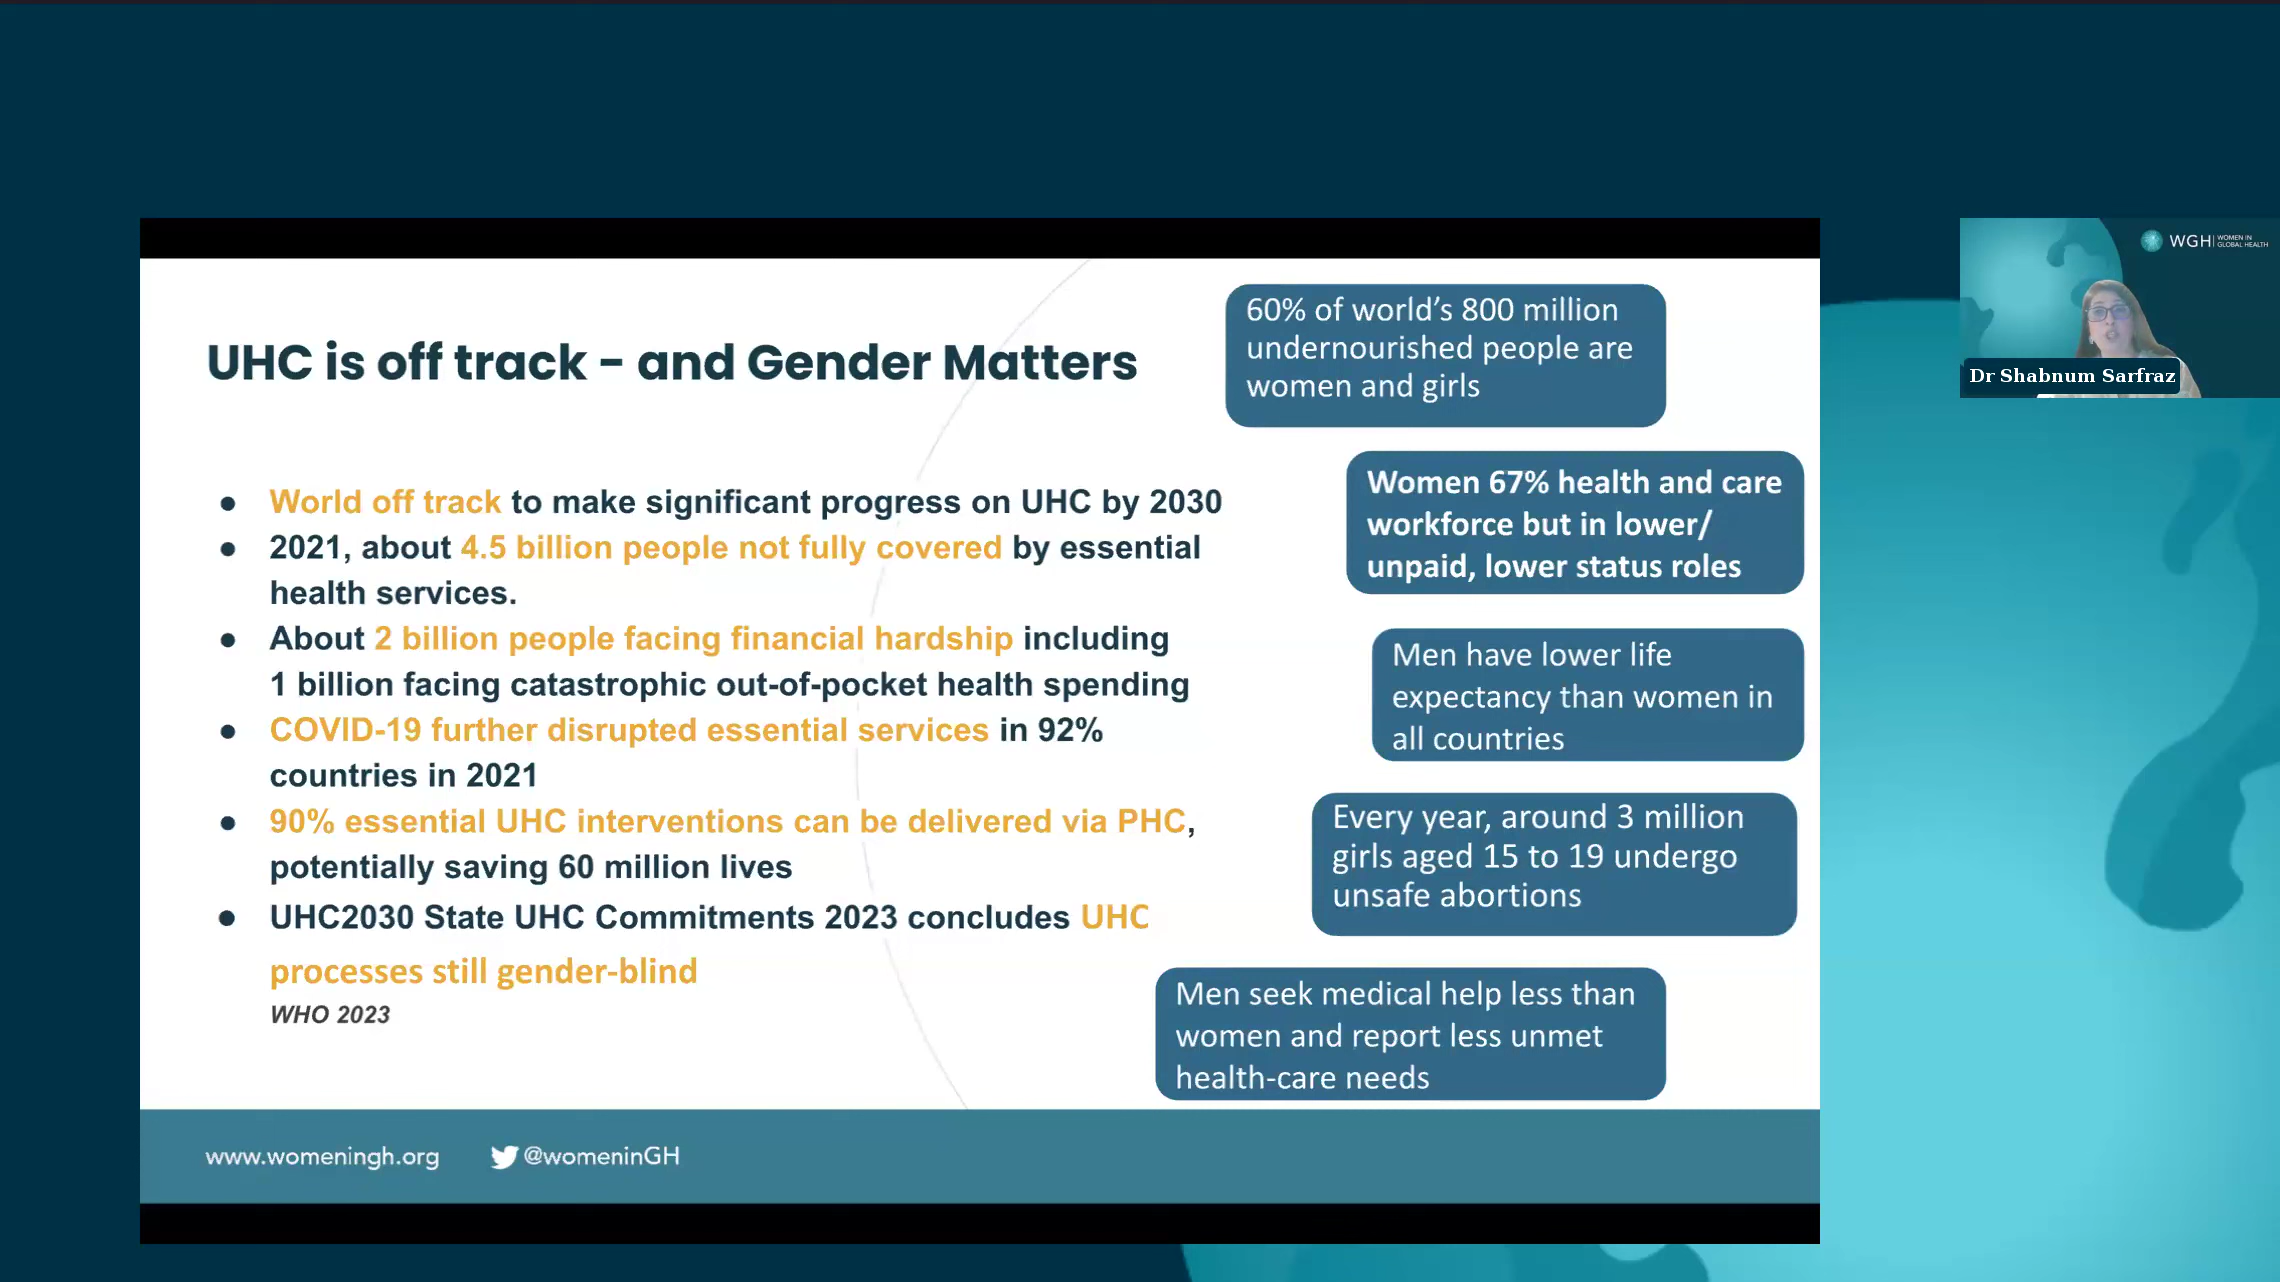 UHC is off track - and Gender Matters
● World off track to make significant progress on UHC by 2030
● 2021, about 4.5 billion people not fully covered by essential
health services.
● About 2 billion people facing financial hardship including
1 billion facing catastrophic out-of-pocket health spending
● COVID-19 further disrupted essential services in 92%
countries in 2021
● 90% essential UHC interventions can be delivered via PHC,
potentially saving 60 million lives
● UHC2030 State UHC Commitments 2023 concludes UHC
processes still gender-blind
WHO 2023
60% of world’s 800 million
undernourished people are
women and girls
Women 67% health and care
workforce but in lower/
unpaid, lower status roles
Men have lower life
expectancy than women in
all countries
Every year, around 3 million
girls aged 15 to 19 undergo
unsafe abortions
Men seek medical help less than
women and report less unmet
health-care needs
www.womeningh.org @womeninGH
WGH WOMEN IN
GLOBAL HEALTH
Dr Shabnum Sarfraz